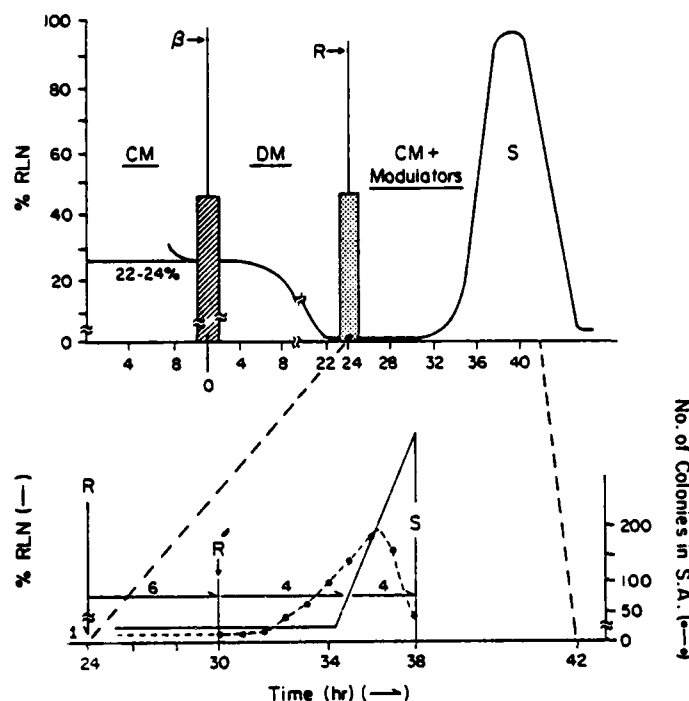 100
80
60
40
20
0
% RLN
β→
R→
CM
DM
CM +
Modulators
S
22-24%
4 8 4 8 22 24 28 32 36 40
0
R
R'
S
6 4 4
1
% RLN (—)
200
150
100
50
0
No. of Colonies in S.A. (•—•)
24 30 34 38 42
Time (hr) (→)